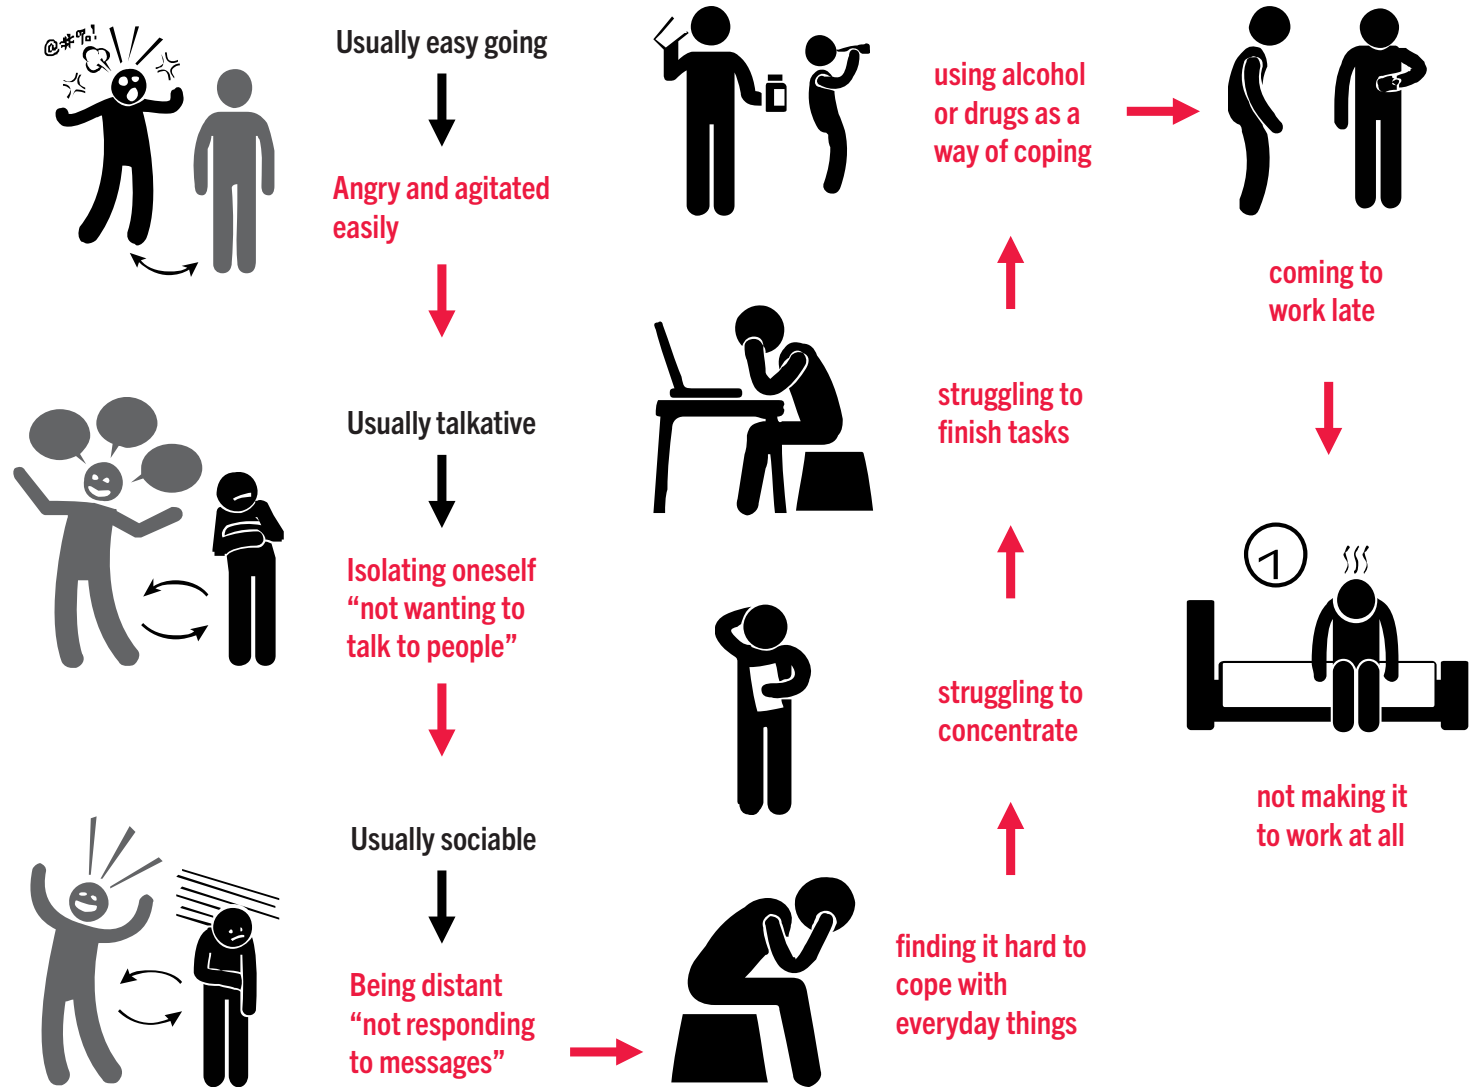 @#%!
Usually easy going
Angry and agitated
easily
Usually talkative
Isolating oneself
“not wanting to
talk to people”
Usually sociable
Being distant
“not responding
to messages”
finding it hard to
cope with
everyday things
struggling to
concentrate
struggling to
finish tasks
using alcohol
or drugs as a
way of coping
coming to
work late
1
not making it
to work at all